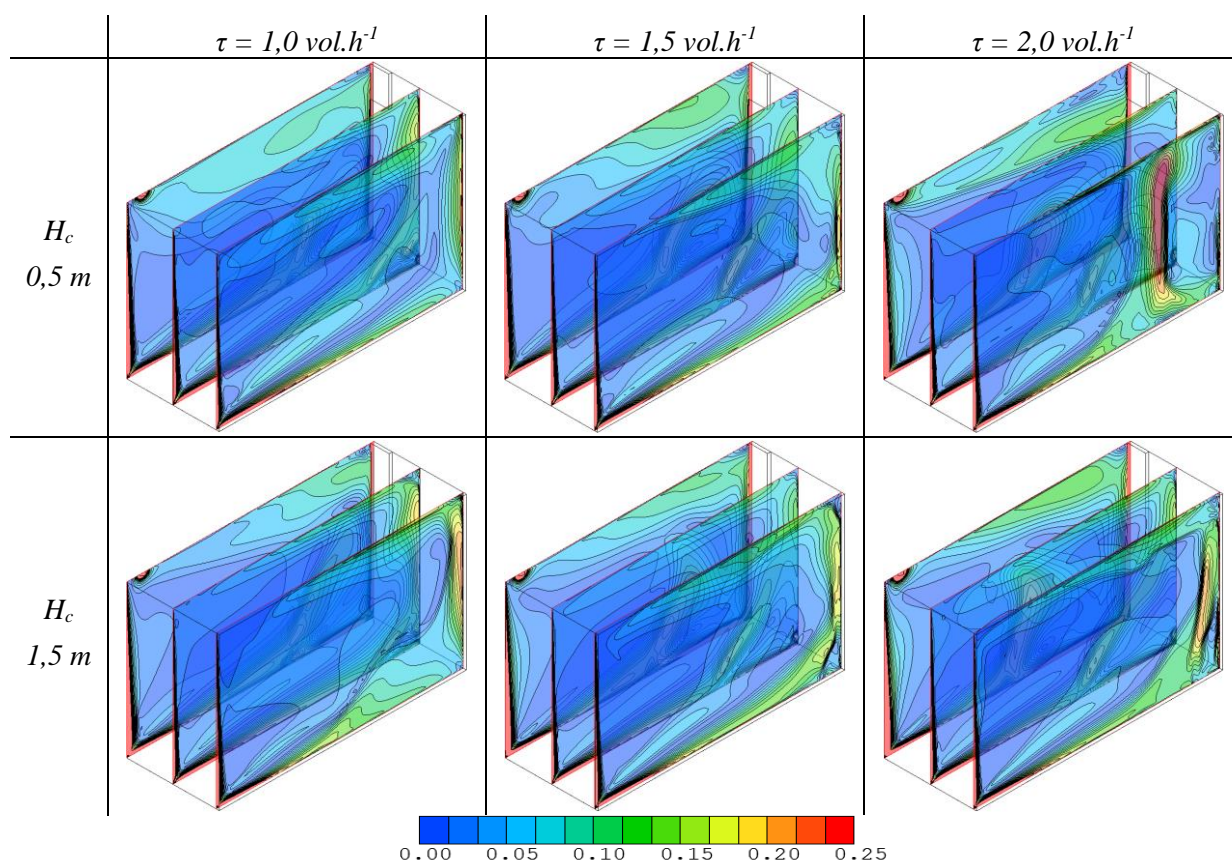 τ = 1,0 vol.h⁻¹ τ = 1,5 vol.h⁻¹ τ = 2,0 vol.h⁻¹
H_c
0,5 m
H_c
1,5 m
0.00 0.05 0.10 0.15 0.20 0.25